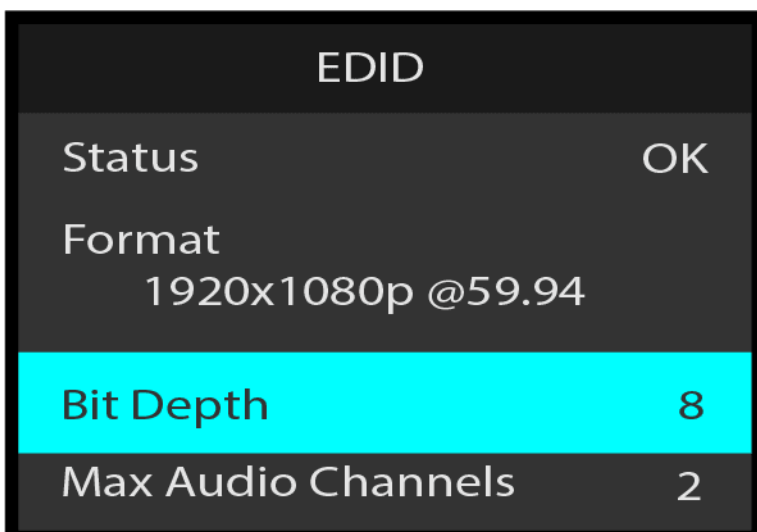 EDID
Status OK
Format
1920x1080p @59.94
Bit Depth 8
Max Audio Channels 2